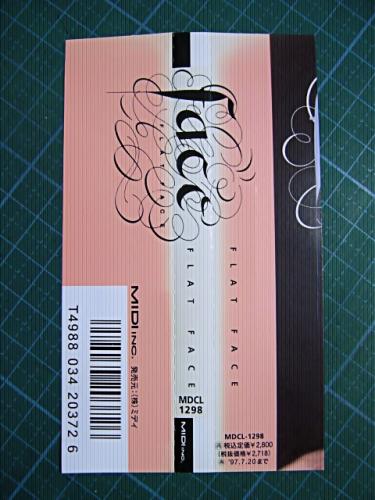 face
FLAT FACE
MIDI INC. 発売元:(株)ミディ
T4988 034 20372 6
FLAT FACE
MDCL
1298
MIDI INC.
FLAT FACE
MDCL-1298
税込定価¥2,800
(税抜価格¥2,718)
'97.7.20まで